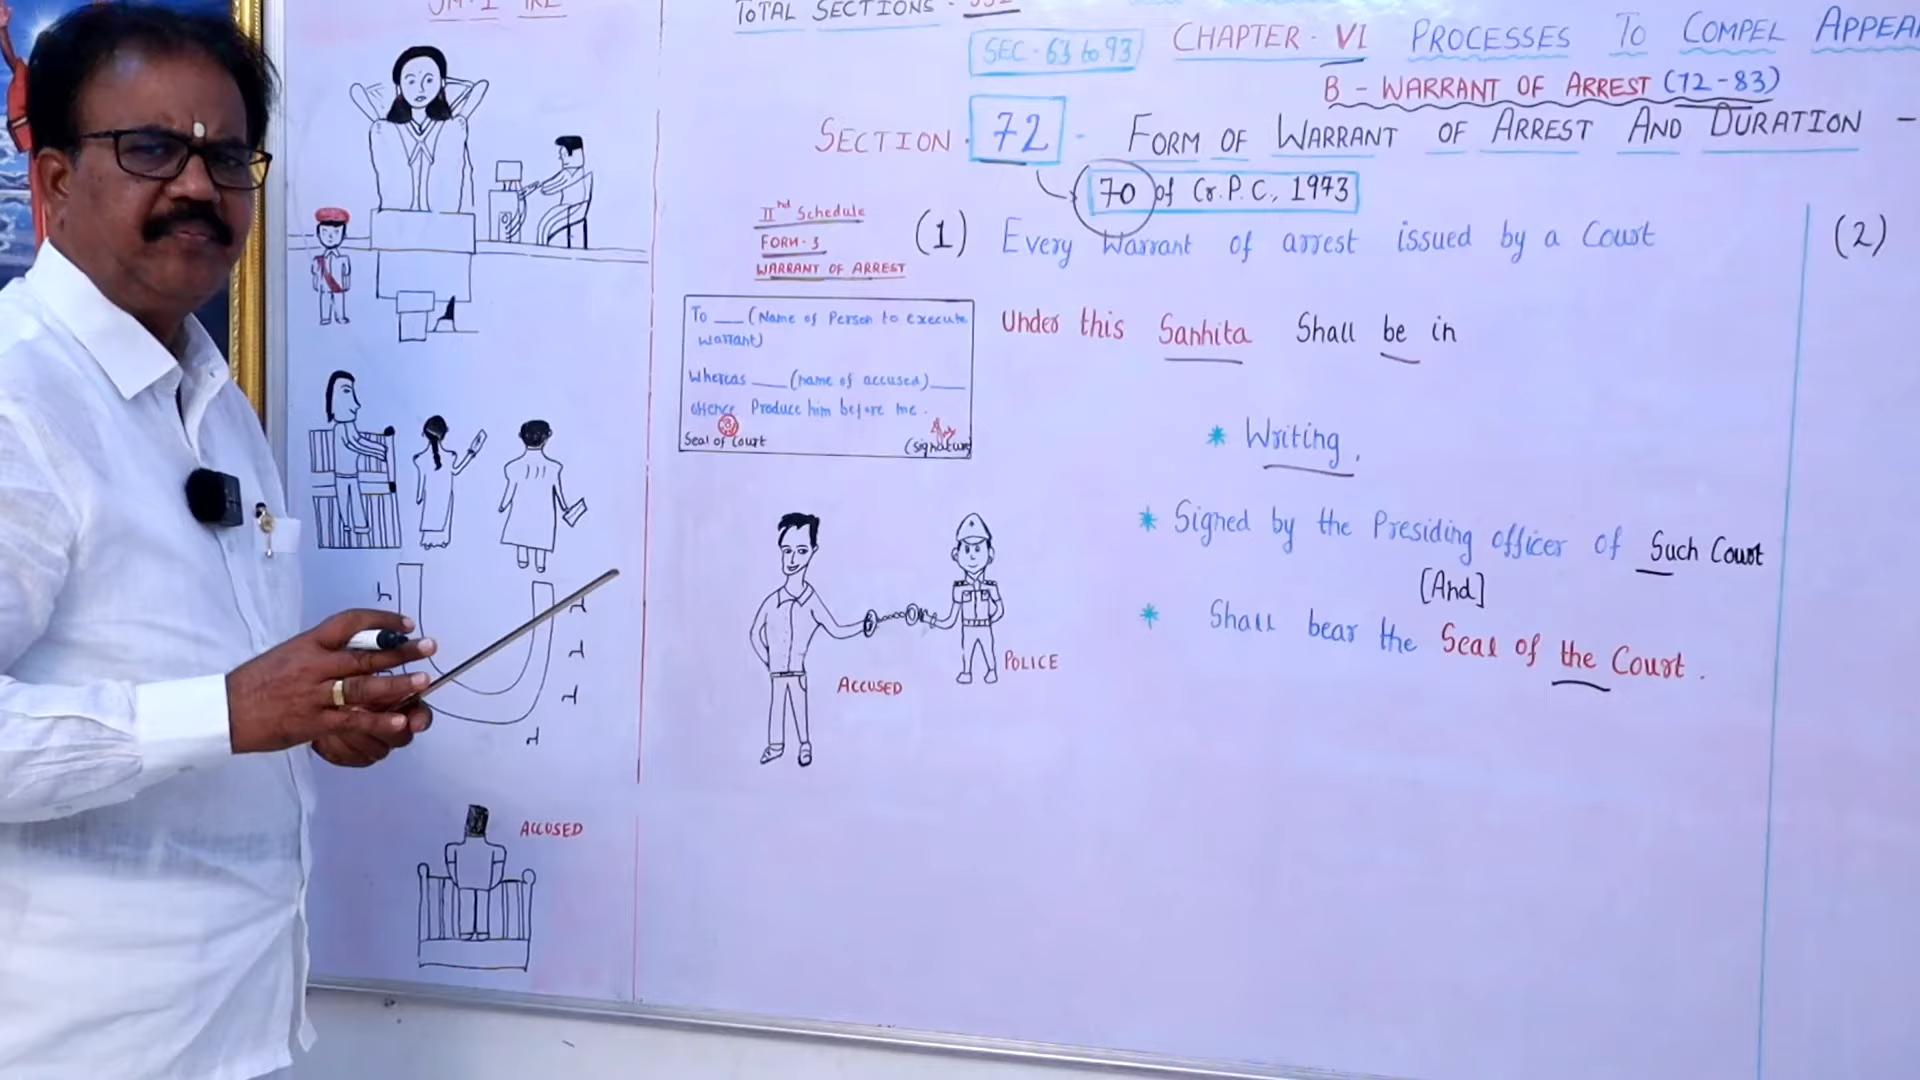 TOTAL SECTIONS -
SEC - 63 to 93
CHAPTER - VI PROCESSES TO COMPEL
B - WARRANT OF ARREST (72-83)
SECTION - 72 - FORM OF WARRANT OF ARREST AND DURATION -
70 of Cr.P.C., 1973
IInd Schedule
FORM - 3
WARRANT OF ARREST
(1) Every Warrant of arrest issued by a Court
Under this Sanhita Shall be in
* Writing.
* Signed by the Presiding officer of Such Court
[And]
* Shall bear the Seal of the Court.
(2)
To ___ (Name of Person to execute
warrant)
Whereas ___ (name of accused) ___
offence Produce him before me.
Seal of Court
(signature)
ACCUSED
POLICE
ACCUSED